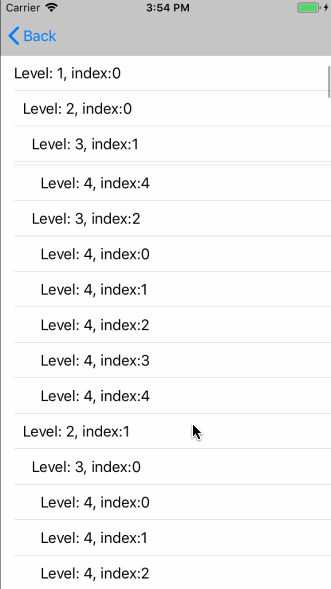 Carrier 3:54 PM
Back
Level: 1, index:0
Level: 2, index:0
Level: 3, index:1
Level: 4, index:4
Level: 3, index:2
Level: 4, index:0
Level: 4, index:1
Level: 4, index:2
Level: 4, index:3
Level: 4, index:4
Level: 2, index:1
Level: 3, index:0
Level: 4, index:0
Level: 4, index:1
Level: 4, index:2